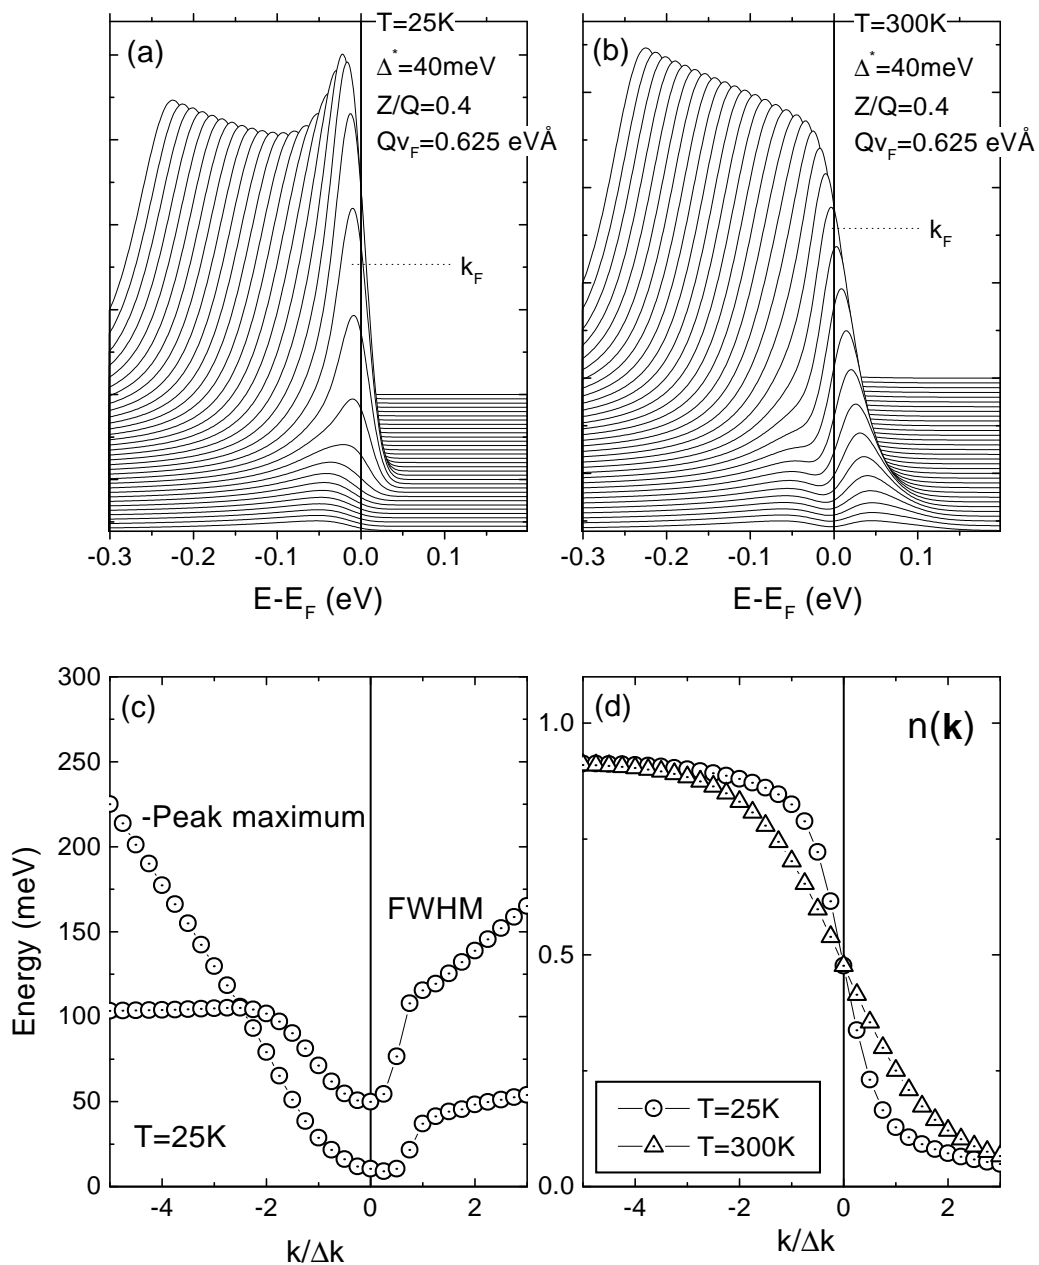 (a)
T=25K
Δ*=40meV
Z/Q=0.4
Qv_F=0.625 eVÅ
k_F
-0.3 -0.2 -0.1 0.0 0.1
E-E_F (eV)
(b)
T=300K
Δ*=40meV
Z/Q=0.4
Qv_F=0.625 eVÅ
k_F
-0.3 -0.2 -0.1 0.0 0.1
E-E_F (eV)
(c)
300
250
200
150
100
50
0
Energy (meV)
-Peak maximum
FWHM
T=25K
-4 -2 0 2
k/Δk
(d)
n(k)
1.0
0.5
0.0
T=25K
T=300K
-4 -2 0 2
k/Δk